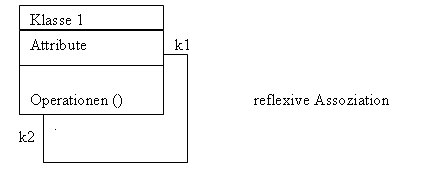 Klasse 1
Attribute
k1
Operationen ()
reflexive Assoziation
k2